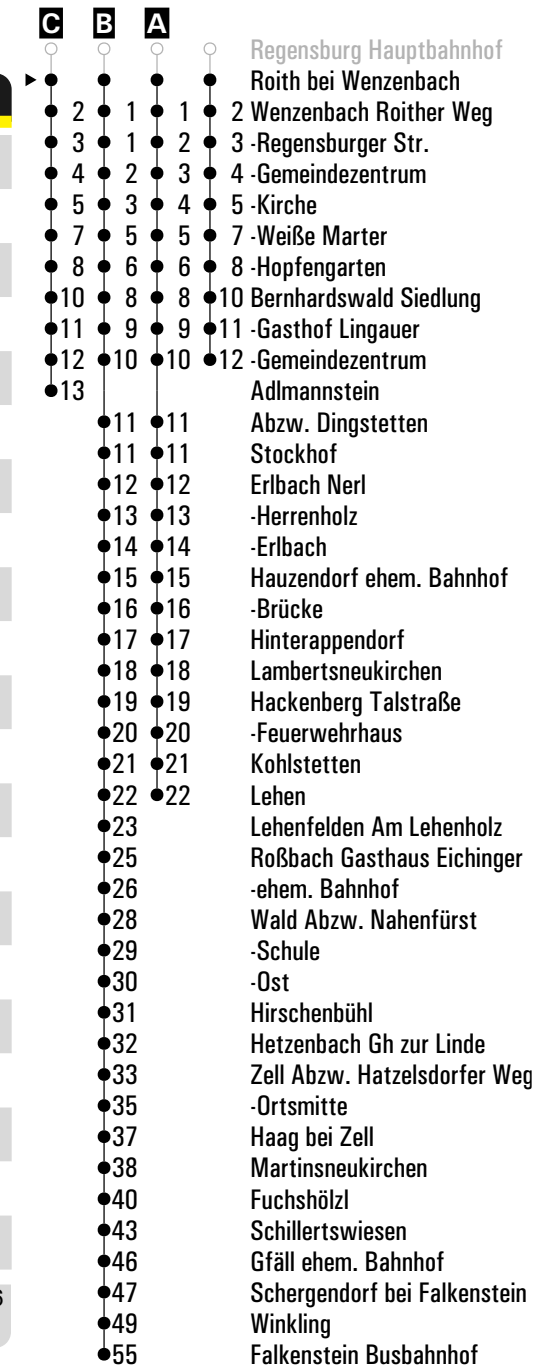 C B A
Regensburg Hauptbahnhof
Roith bei Wenzenbach
2 1 1 2 Wenzenbach Roither Weg
3 1 2 3 -Regensburger Str.
4 2 3 4 -Gemeindezentrum
5 3 4 5 -Kirche
7 5 5 7 -Weiße Marter
8 6 6 8 -Hopfengarten
10 8 8 10 Bernhardswald Siedlung
11 9 9 11 -Gasthof Lingauer
12 10 10 12 -Gemeindezentrum
13 Adlmannstein
11 11 Abzw. Dingstetten
11 11 Stockhof
12 12 Erlbach Nerl
13 13 -Herrenholz
14 14 -Erlbach
15 15 Hauzendorf ehem. Bahnhof
16 16 -Brücke
17 17 Hinterappendorf
18 18 Lambertsneukirchen
19 19 Hackenberg Talstraße
20 20 -Feuerwehrhaus
21 21 Kohlstetten
22 22 Lehen
23 Lehenfelden Am Lehenholz
25 Roßbach Gasthaus Eichinger
26 -ehem. Bahnhof
28 Wald Abzw. Nahenfürst
29 -Schule
30 -Ost
31 Hirschenbühl
32 Hetzenbach Gh zur Linde
33 Zell Abzw. Hatzelsdorfer Weg
35 -Ortsmitte
37 Haag bei Zell
38 Martinsneukirchen
40 Fuchshölzl
43 Schillertswiesen
46 Gfäll ehem. Bahnhof
47 Schergendorf bei Falkenstein
49 Winkling
55 Falkenstein Busbahnhof